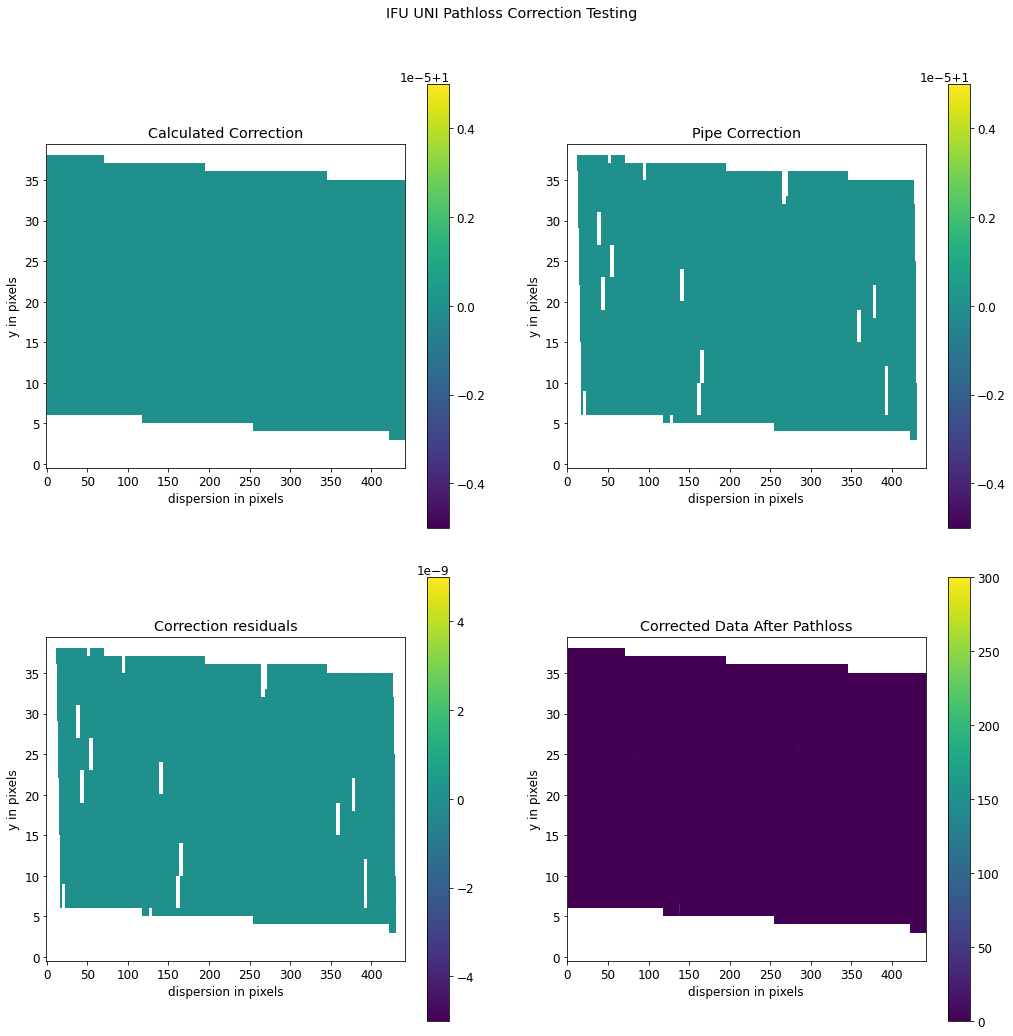 IFU UNI Pathloss Correction Testing
1e−5+1
Calculated Correction
0.4
0.2
0.0
−0.2
−0.4
35
30
25
20
15
10
5
0
y in pixels
0 50 100 150 200 250 300 350 400
dispersion in pixels
1e−5+1
Pipe Correction
0.4
0.2
0.0
−0.2
−0.4
35
30
25
20
15
10
5
0
y in pixels
0 50 100 150 200 250 300 350 400
dispersion in pixels
1e−9
Correction residuals
4
2
0
−2
−4
35
30
25
20
15
10
5
0
y in pixels
0 50 100 150 200 250 300 350 400
dispersion in pixels
Corrected Data After Pathloss
300
250
200
150
100
50
0
35
30
25
20
15
10
5
0
y in pixels
0 50 100 150 200 250 300 350 400
dispersion in pixels